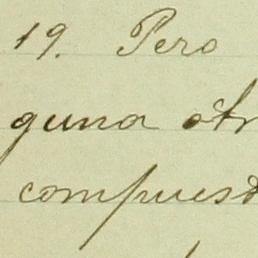 19. Pero
guna otr
compuest